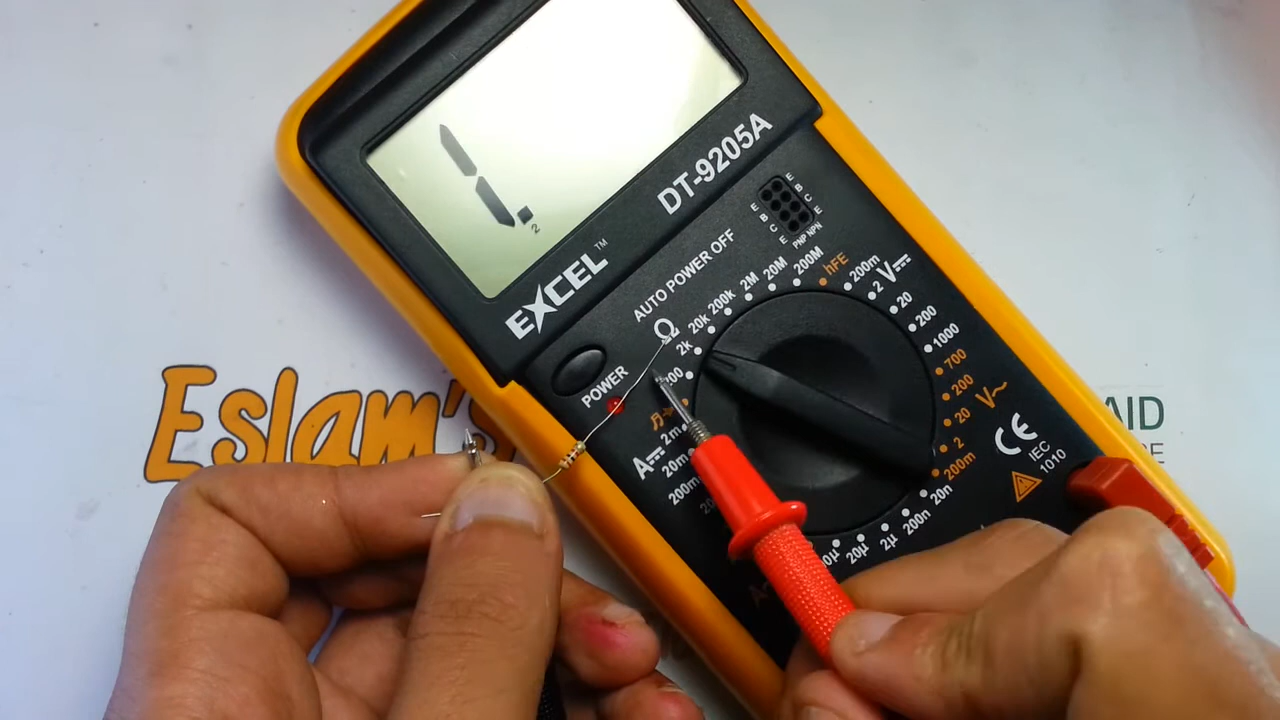 1.
2
DT-9205A
EXCEL™
AUTO POWER OFF
POWER
Ω
2k
20k
200k
2M
20M
200M
hFE
E
B
C
E
E
B
C
E
PNP NPN
200m
V⎓
2
20
200
1000
700
200
V~
20
2
200m
20n
200n
2µ
20µ
A⎓
2m
20m
200m
CE
IEC
1010
Eslam's
AID